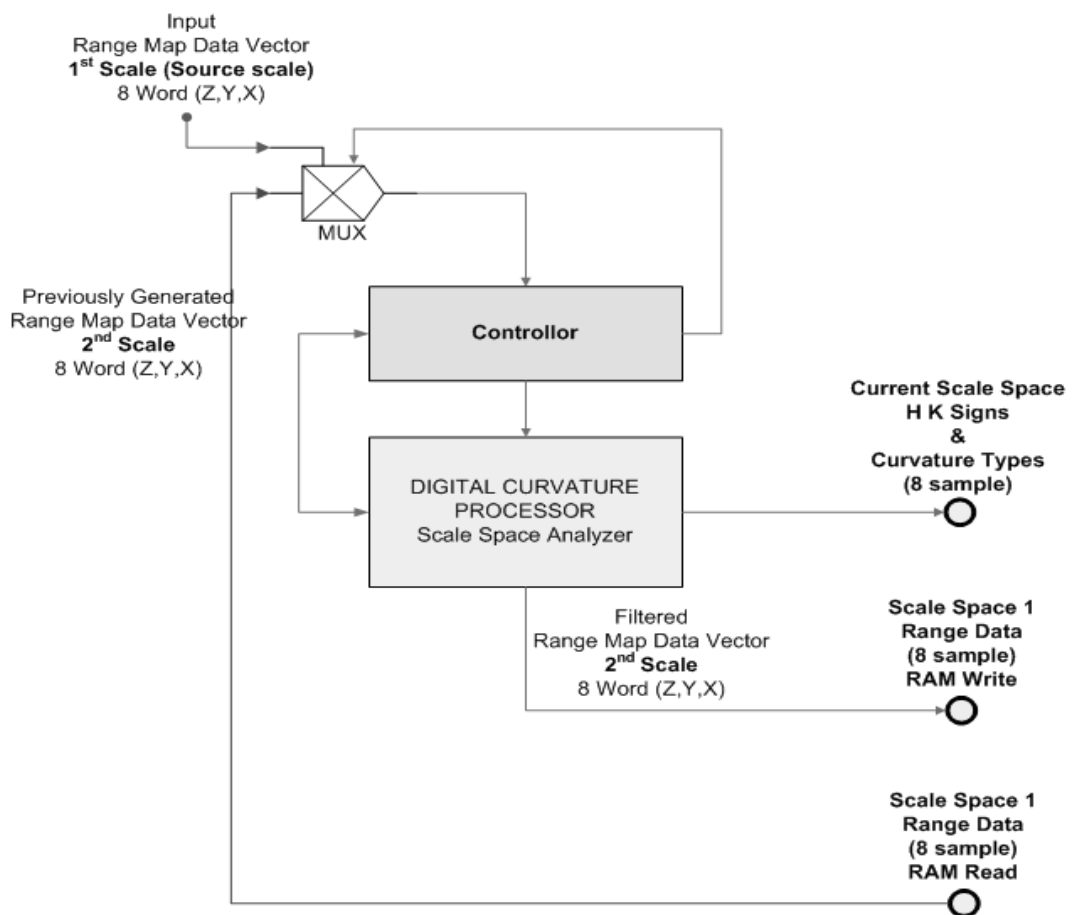 Input
Range Map Data Vector
1st Scale (Source scale)
8 Word (Z,Y,X)
MUX
Previously Generated
Range Map Data Vector
2nd Scale
8 Word (Z,Y,X)
Controllor
Current Scale Space
H K Signs
&
Curvature Types
(8 sample)
DIGITAL CURVATURE
PROCESSOR
Scale Space Analyzer
Filtered
Range Map Data Vector
2nd Scale
8 Word (Z,Y,X)
Scale Space 1
Range Data
(8 sample)
RAM Write
Scale Space 1
Range Data
(8 sample)
RAM Read